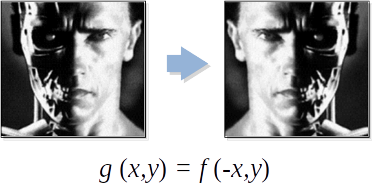 g (x,y) = f (-x,y)